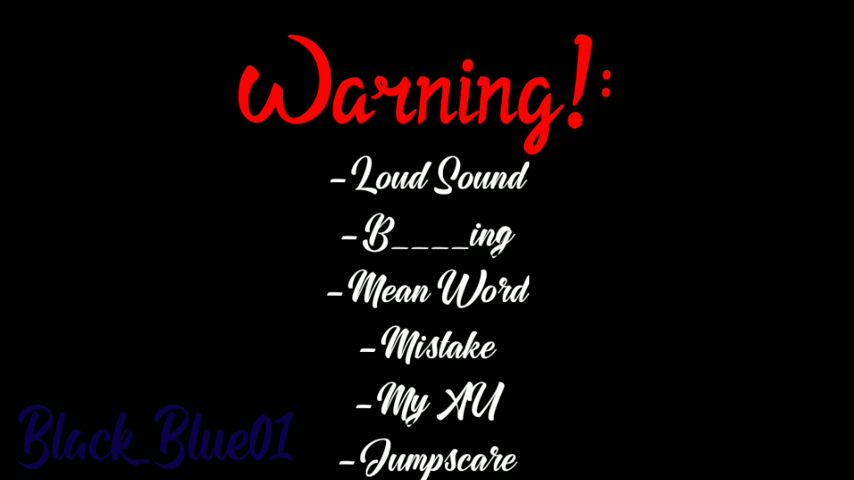 Warning!:
-Loud Sound
-B____ing
-Mean Word
-Mistake
-My AU
-Jumpscare
Black_Blue01